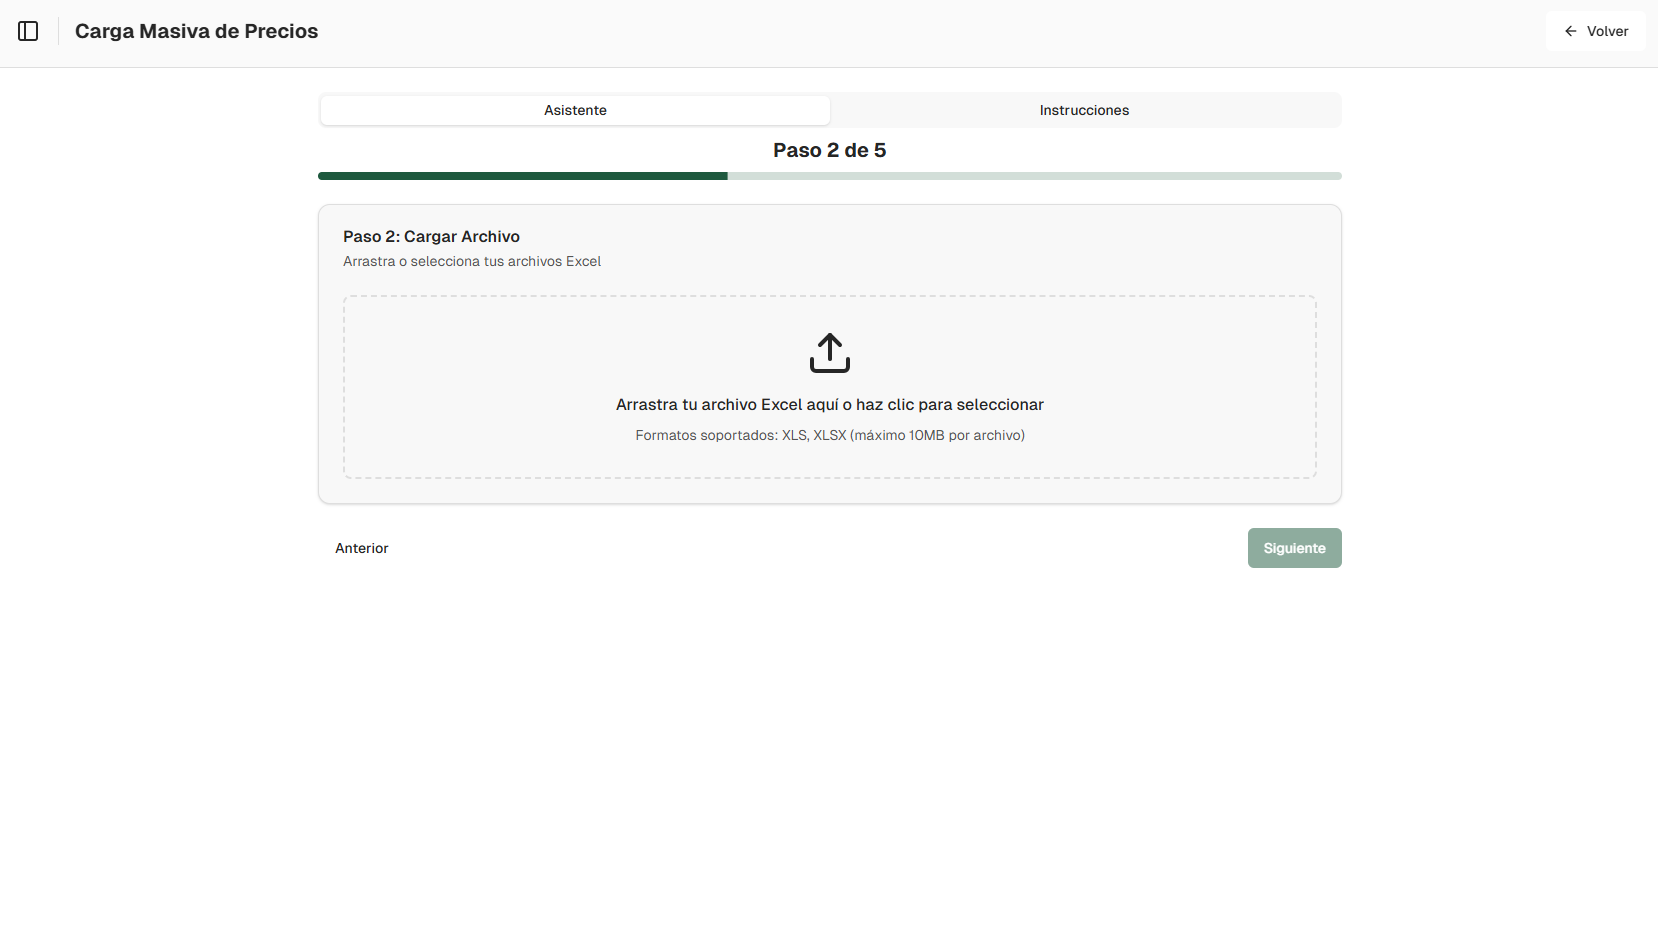 Carga Masiva de Precios
Volver
Asistente
Instrucciones
Paso 2 de 5
Paso 2: Cargar Archivo
Arrastra o selecciona tus archivos Excel
Arrastra tu archivo Excel aquí o haz clic para seleccionar
Formatos soportados: XLS, XLSX (máximo 10MB por archivo)
Anterior
Siguiente